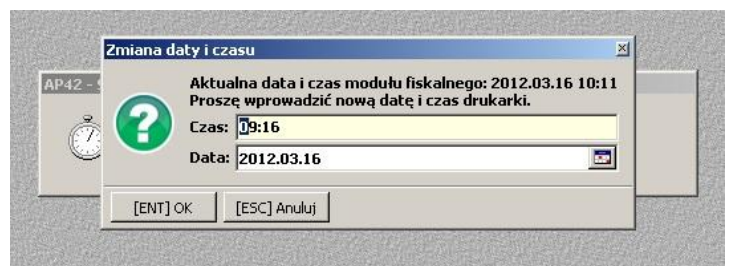 Zmiana daty i czasu
AP42 -
Aktualna data i czas modułu fiskalnego: 2012.03.16 10:11
Proszę wprowadzić nową datę i czas drukarki.
Czas: 09:16
Data: 2012.03.16
[ENT] OK [ESC] Anuluj